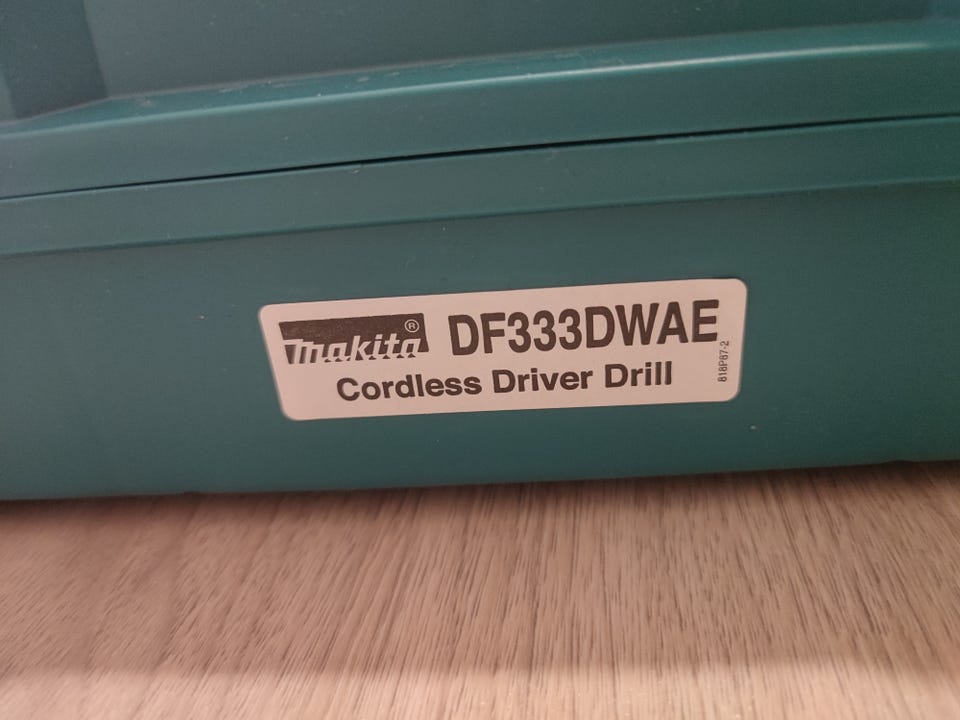 makita® DF333DWAE
Cordless Driver Drill
818P87-2